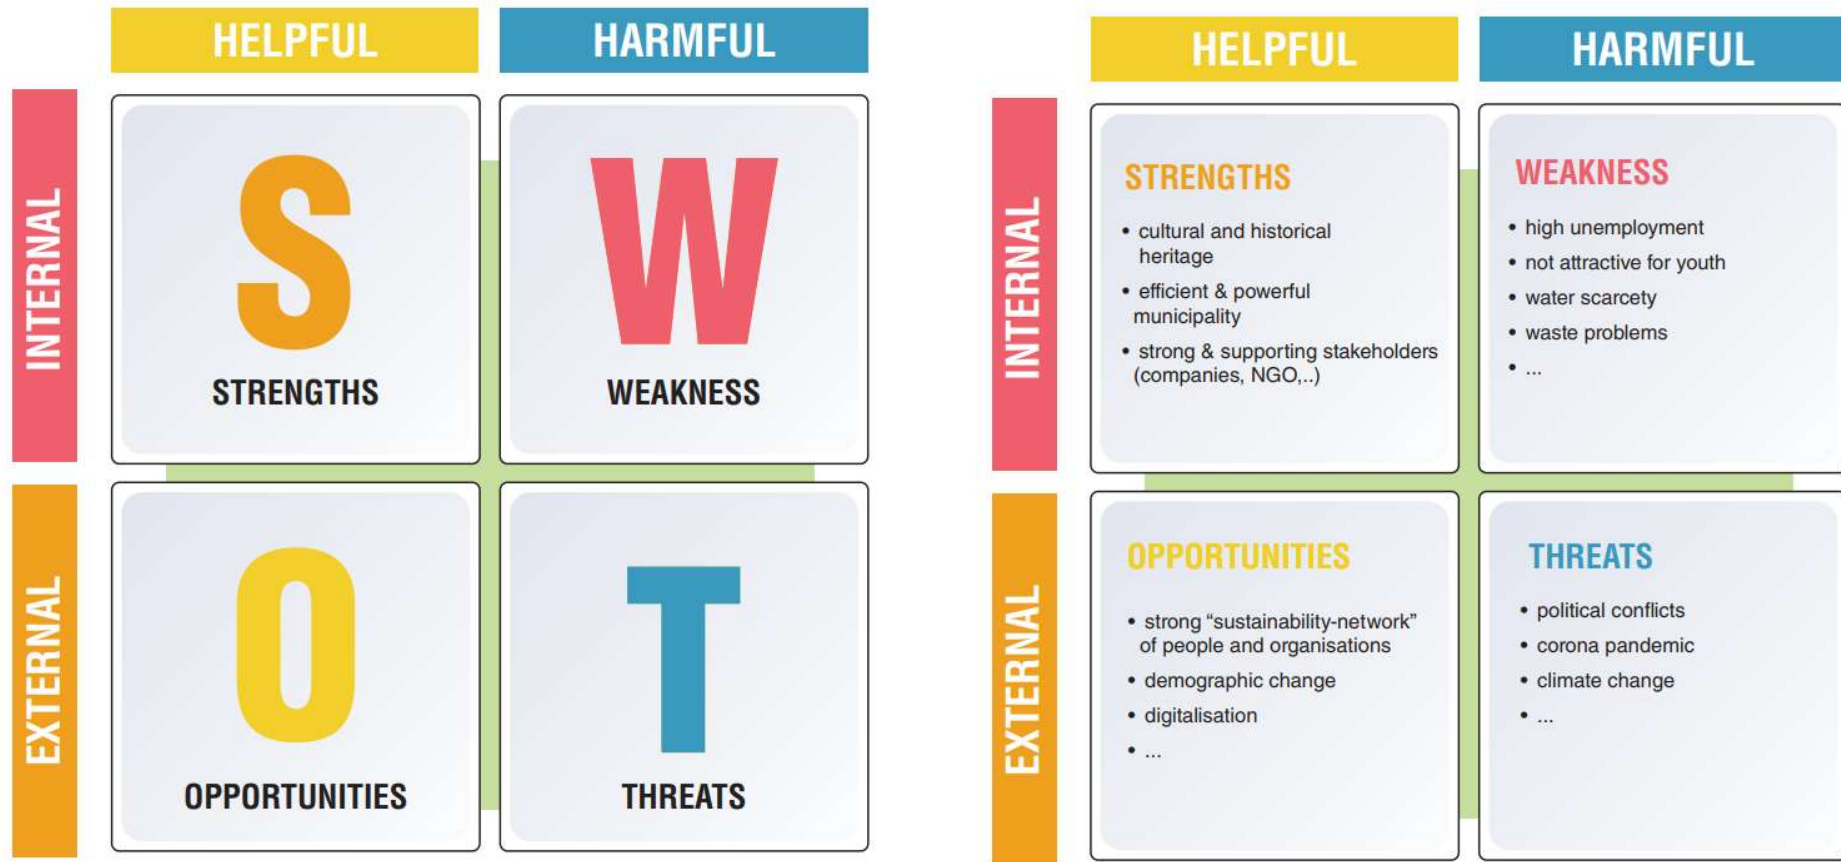 HELPFUL
HARMFUL
INTERNAL
S
STRENGTHS
W
WEAKNESS
EXTERNAL
O
OPPORTUNITIES
T
THREATS
HELPFUL
HARMFUL
INTERNAL
STRENGTHS
• cultural and historical
heritage
• efficient & powerful
municipality
• strong & supporting stakeholders
(companies, NGO,..)
WEAKNESS
• high unemployment
• not attractive for youth
• water scarcety
• waste problems
• ...
EXTERNAL
OPPORTUNITIES
• strong “sustainability-network”
of people and organisations
• demographic change
• digitalisation
• ...
THREATS
• political conflicts
• corona pandemic
• climate change
• ...